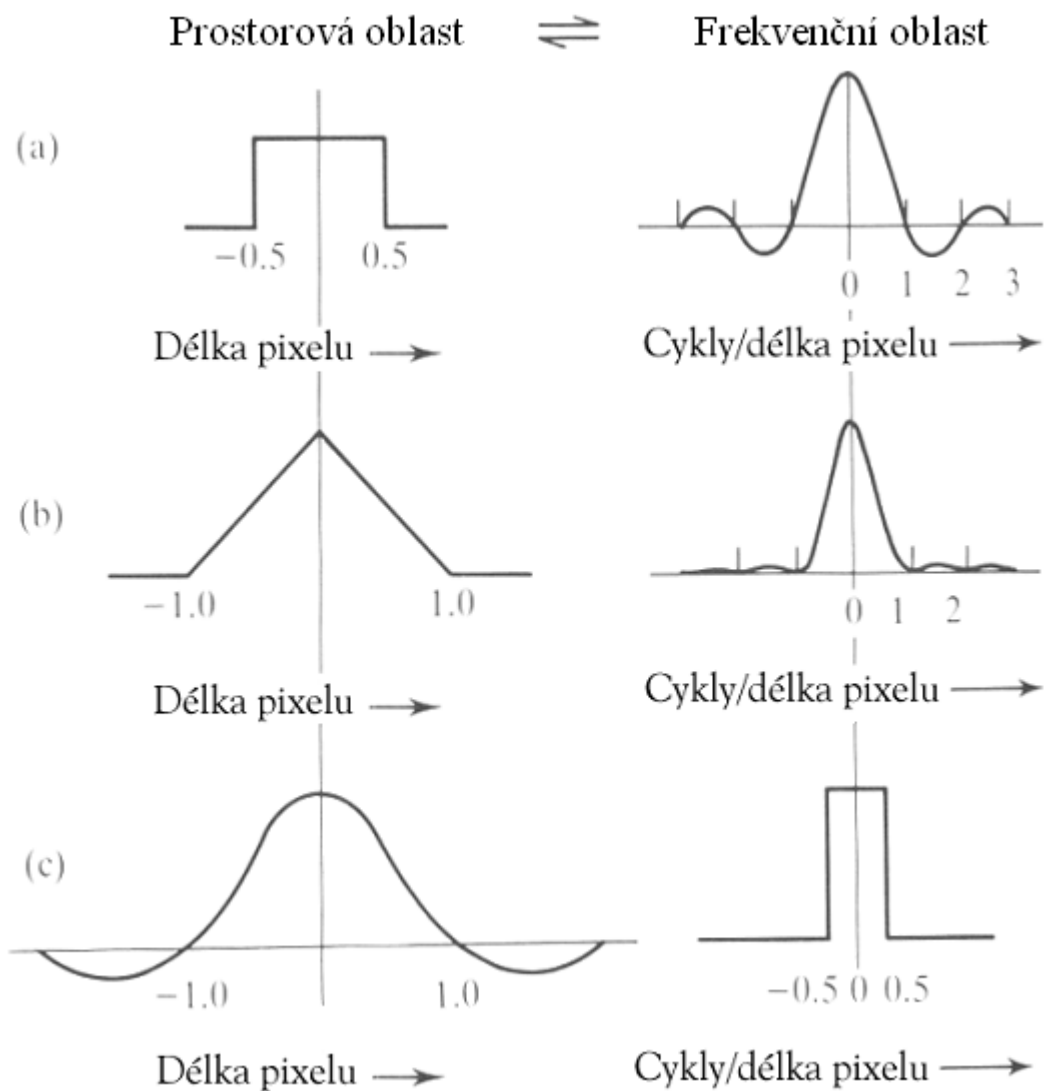 Prostorová oblast ⇌ Frekvenční oblast
(a)
−0.5 0.5
0 1 2 3
Délka pixelu → Cykly/délka pixelu →
(b)
−1.0 1.0
0 1 2
Délka pixelu → Cykly/délka pixelu →
(c)
−1.0 1.0
−0.5 0 0.5
Délka pixelu → Cykly/délka pixelu →